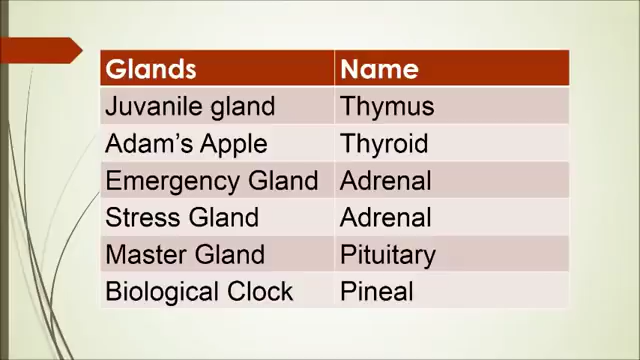 Glands Name
Juvanile gland Thymus
Adam's Apple Thyroid
Emergency Gland Adrenal
Stress Gland Adrenal
Master Gland Pituitary
Biological Clock Pineal